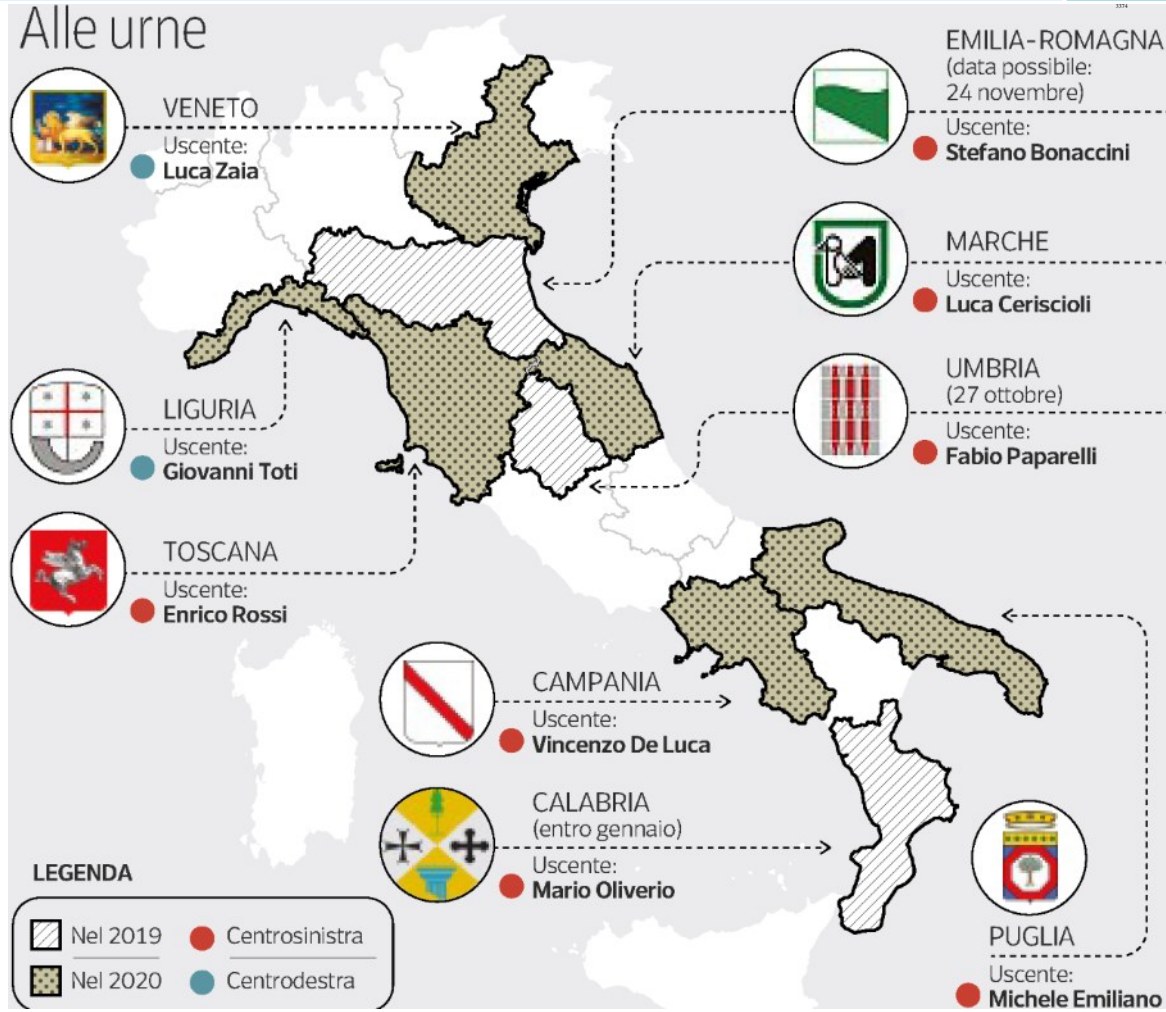 3374
Alle urne
VENETO
Uscente:
Luca Zaia
LIGURIA
Uscente:
Giovanni Toti
TOSCANA
Uscente:
Enrico Rossi
EMILIA-ROMAGNA
(data possibile:
24 novembre)
Uscente:
Stefano Bonaccini
MARCHE
Uscente:
Luca Ceriscioli
UMBRIA
(27 ottobre)
Uscente:
Fabio Paparelli
CAMPANIA
Uscente:
Vincenzo De Luca
CALABRIA
(entro gennaio)
Uscente:
Mario Oliverio
PUGLIA
Uscente:
Michele Emiliano
LEGENDA
Nel 2019 Centrosinistra
Nel 2020 Centrodestra